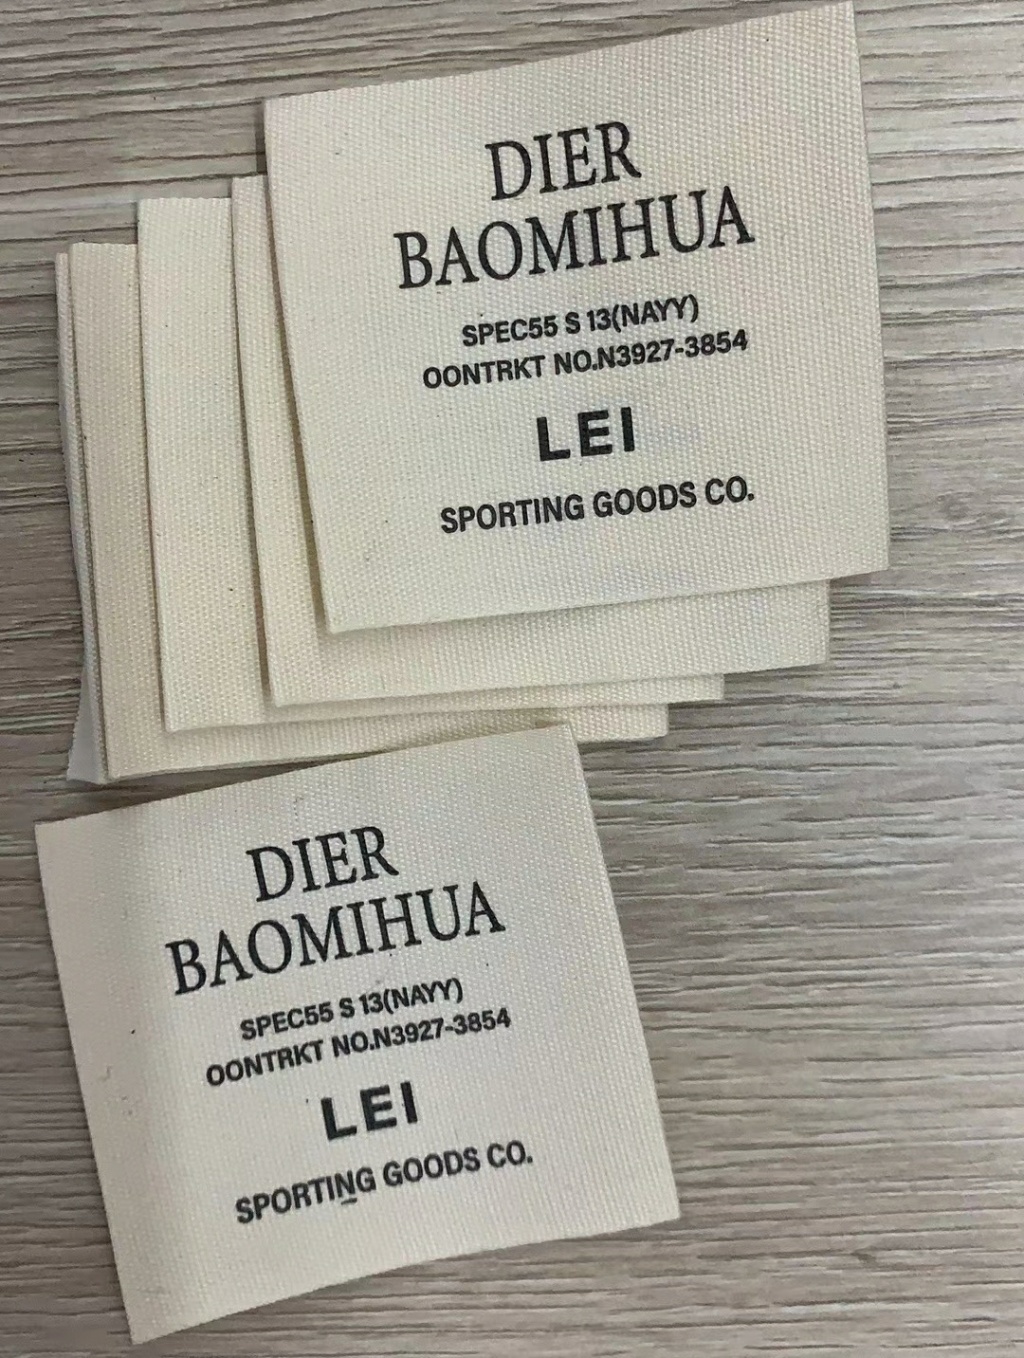 DIER
BAOMIHUA
SPEC55 S 13(NAYY)
OONTRKT NO.N3927-3854
LEI
SPORTING GOODS CO.
DIER
BAOMIHUA
SPEC55 S 13(NAYY)
OONTRKT NO.N3927-3854
LEI
SPORTING GOODS CO.